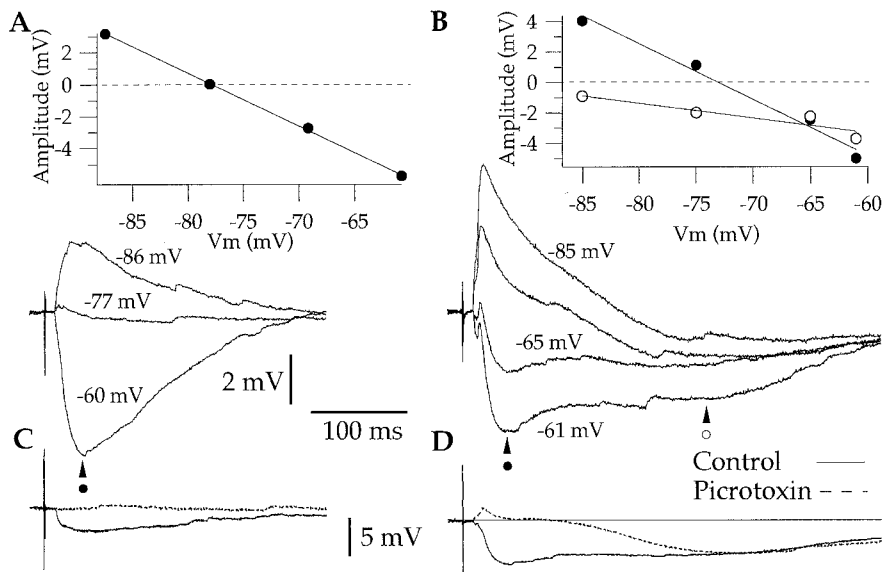 A
Amplitude (mV)
2
0
-2
-4
-85 -80 -75 -70 -65
Vm (mV)
-86 mV
-77 mV
-60 mV
2 mV
100 ms
B
Amplitude (mV)
4
2
0
-2
-4
-85 -80 -75 -70 -65 -60
Vm (mV)
-85 mV
-65 mV
-61 mV
C
5 mV
D
Control
Picrotoxin